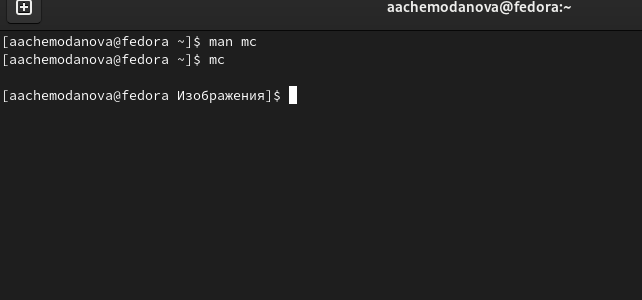 aachemodanova@fedora:~
[aachemodanova@fedora ~]$ man mc
[aachemodanova@fedora ~]$ mc
[aachemodanova@fedora Изображения]$